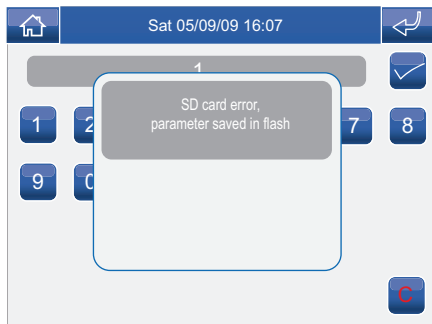 Sat 05/09/09 16:07
1
SD card error,
parameter saved in flash
1 2 7 8
9 0
C